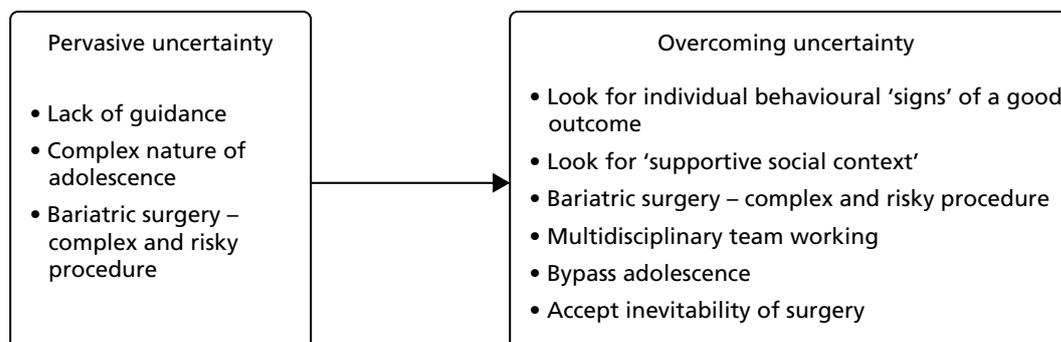 Pervasive uncertainty
• Lack of guidance
• Complex nature of
adolescence
• Bariatric surgery –
complex and risky
procedure
Overcoming uncertainty
• Look for individual behavioural ‘signs’ of a good
outcome
• Look for ‘supportive social context’
• Bariatric surgery – complex and risky procedure
• Multidisciplinary team working
• Bypass adolescence
• Accept inevitability of surgery